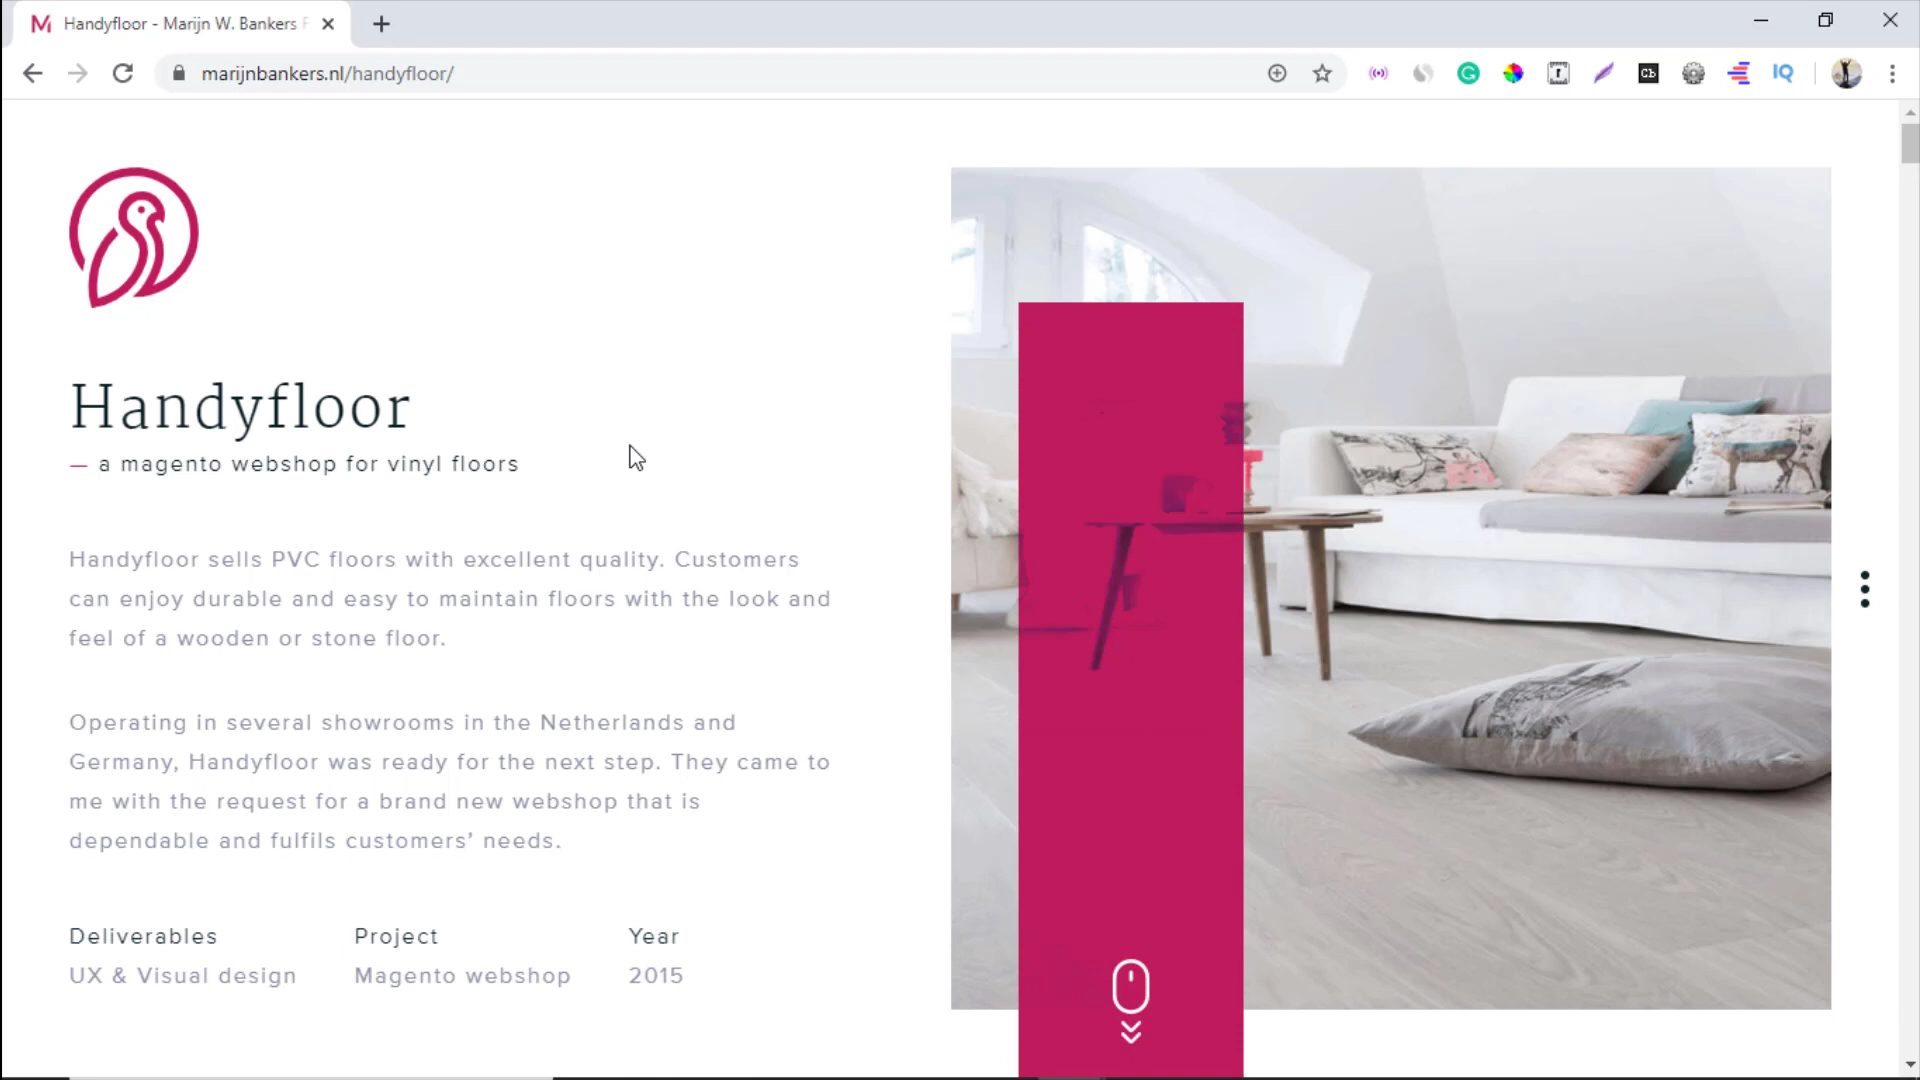 Handyfloor - Marijn W. Bankers
marijnbankers.nl/handyfloor/
Handyfloor
— a magento webshop for vinyl floors
Handyfloor sells PVC floors with excellent quality. Customers
can enjoy durable and easy to maintain floors with the look and
feel of a wooden or stone floor.
Operating in several showrooms in the Netherlands and
Germany, Handyfloor was ready for the next step. They came to
me with the request for a brand new webshop that is
dependable and fulfils customers’ needs.
Deliverables Project Year
UX & Visual design Magento webshop 2015